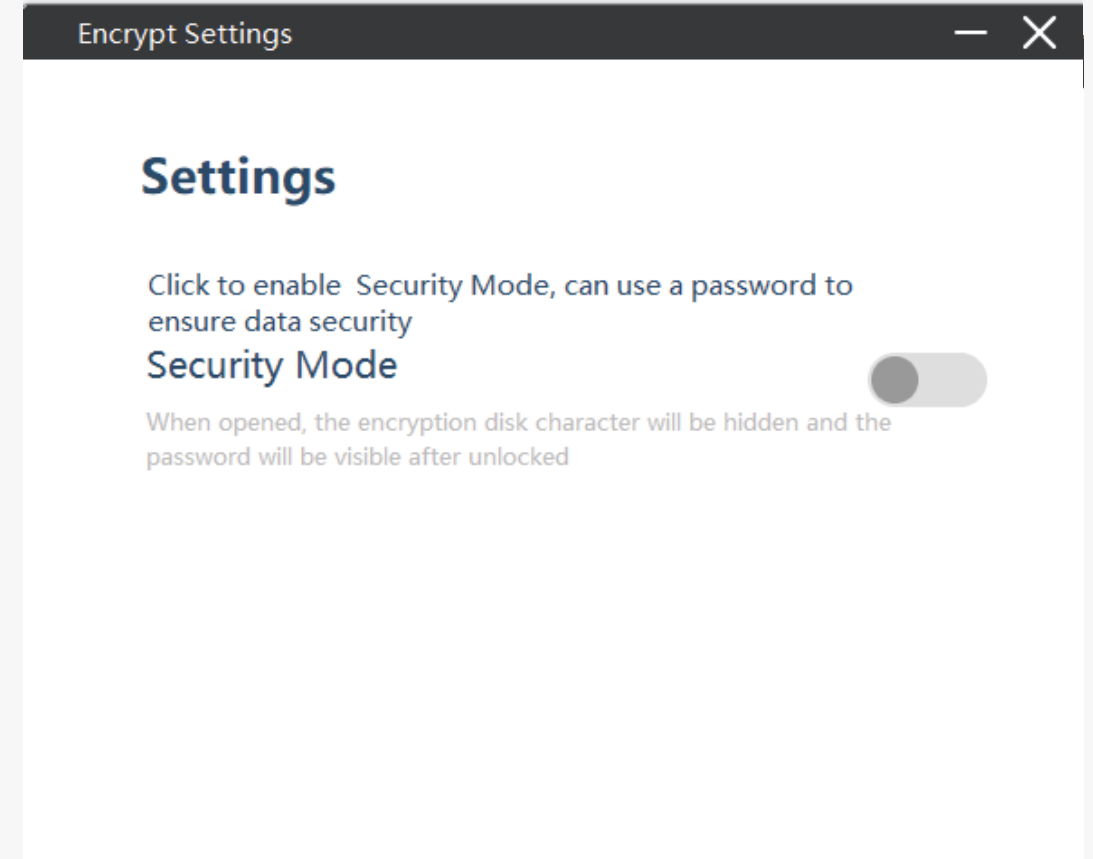 Encrypt Settings
Settings
Click to enable  Security Mode, can use a password to
ensure data security
Security Mode
When opened, the encryption disk character will be hidden and the
password will be visible after unlocked